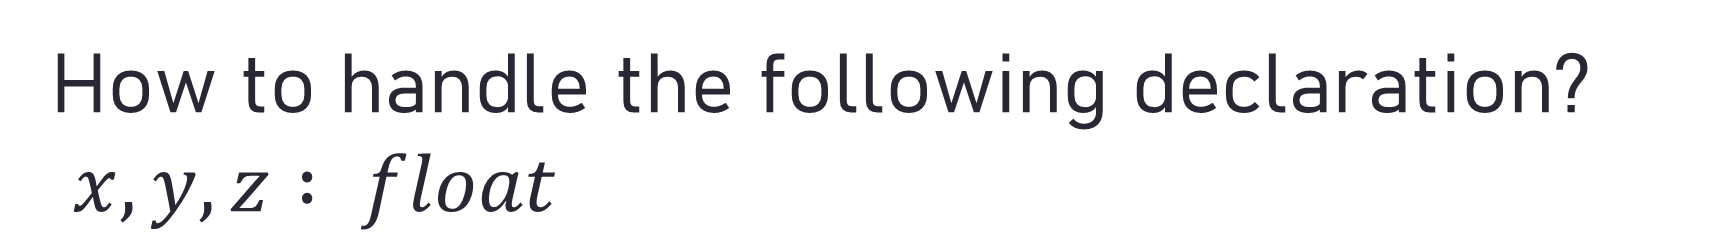 How to handle the following declaration?
x, y, z : float